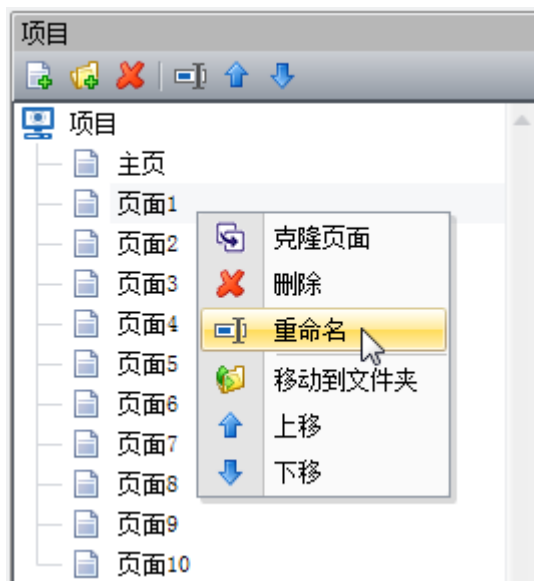 项目
项目
主页
页面1
页面2
页面3
页面4
页面5
页面6
页面7
页面8
页面9
页面10
克隆页面
删除
重命名
移动到文件夹
上移
下移